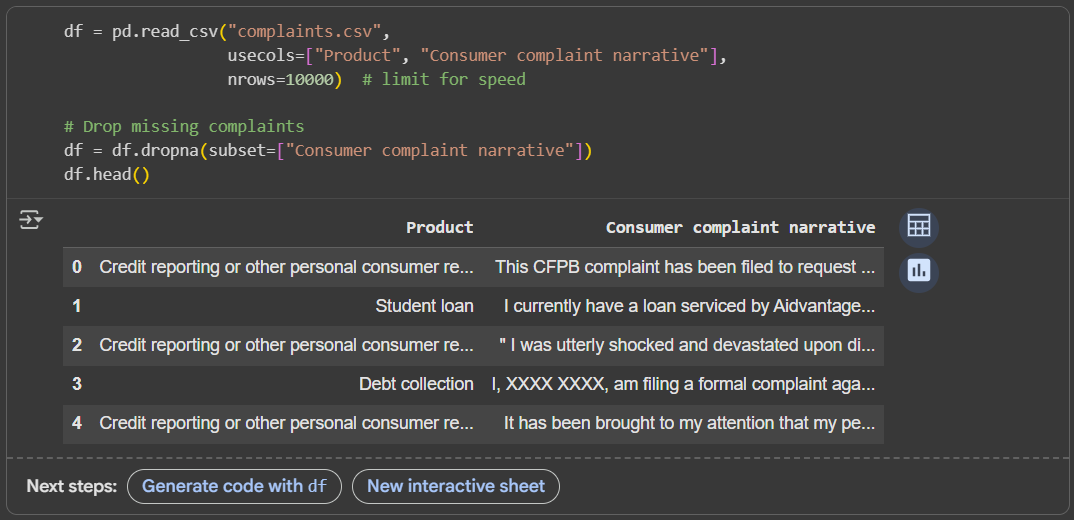 df = pd.read_csv("complaints.csv",
usecols=["Product", "Consumer complaint narrative"],
nrows=10000)  # limit for speed
# Drop missing complaints
df = df.dropna(subset=["Consumer complaint narrative"])
df.head()
Product Consumer complaint narrative
0 Credit reporting or other personal consumer re... This CFPB complaint has been filed to request ...
1 Student loan I currently have a loan serviced by Aidvantage...
2 Credit reporting or other personal consumer re... " I was utterly shocked and devastated upon di...
3 Debt collection I, XXXX XXXX, am filing a formal complaint aga...
4 Credit reporting or other personal consumer re... It has been brought to my attention that my pe...
Next steps: Generate code with df New interactive sheet